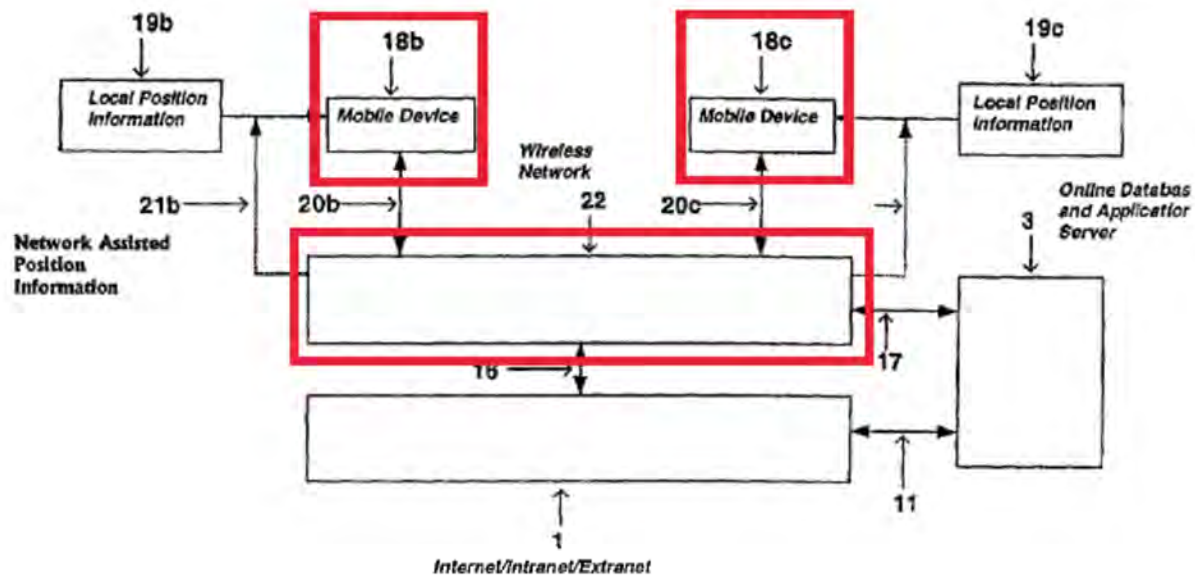 19b
18b
18c
19c
Local Position
Information
Mobile Device
Mobile Device
Local Position
Information
Wireless
Network
21b
20b
22
20c
Online Databas
and Application
Server
3
Network Assisted
Position
Information
17
16
11
1
Internet/Intranet/Extranet